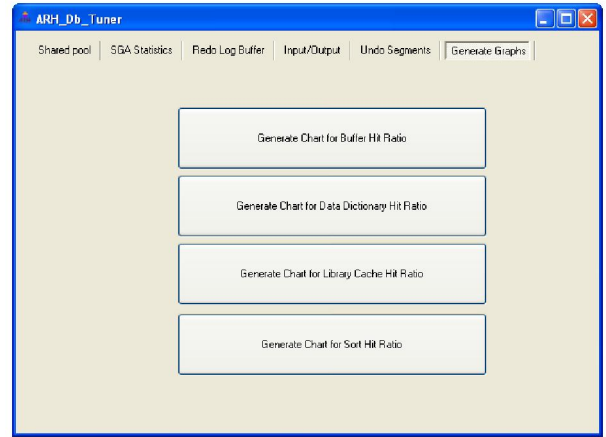 ARH_Db_Tuner
Shared pool SGA Statistics Redo Log Buffer Input/Output Undo Segments Generate Graphs
Generate Chart for Buffer Hit Ratio
Generate Chart for Data Dictionary Hit Ratio
Generate Chart for Library Cache Hit Ratio
Generate Chart for Sort Hit Ratio